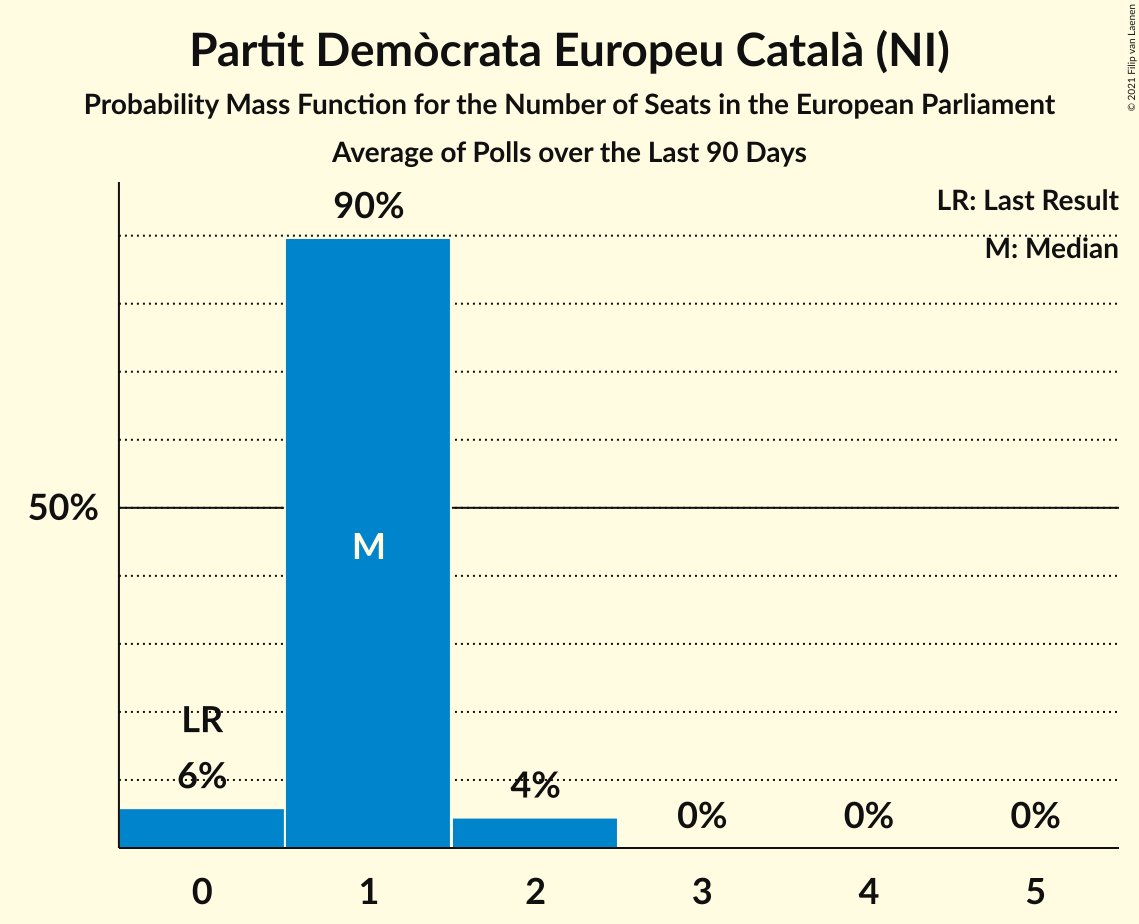 Partit Demòcrata Europeu Català (NI)
Probability Mass Function for the Number of Seats in the European Parliament
Average of Polls over the Last 90 Days
© 2021 Filip van Laenen
LR: Last Result
M: Median
90%
50%
M
LR
6%
4%
0%
0%
0%
0 1 2 3 4 5